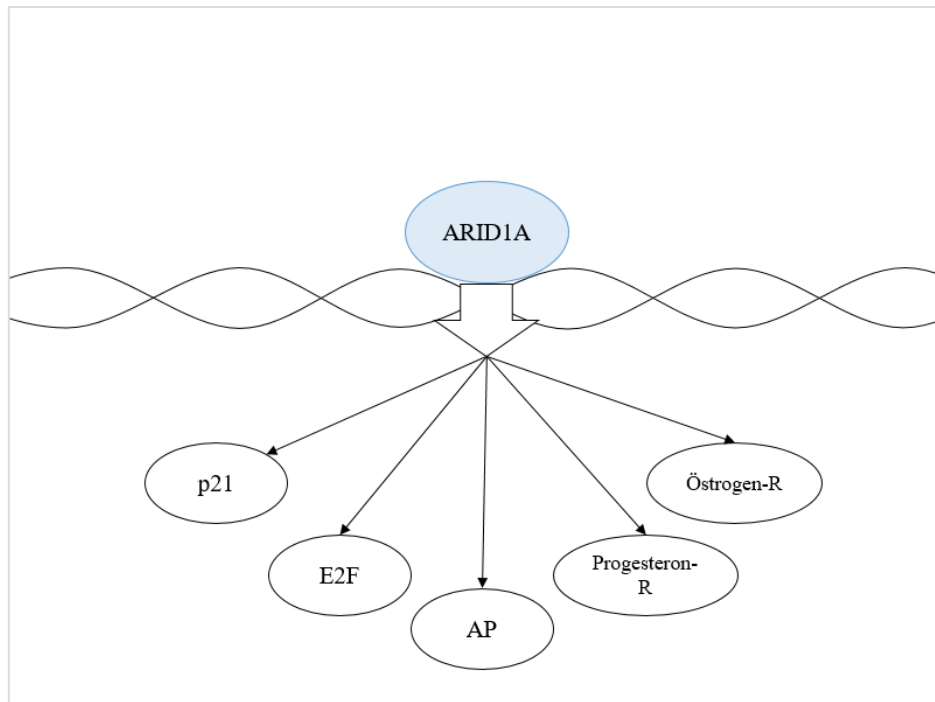 ARID1A
p21
Östrogen-R
E2F
Progesteron-
R
AP